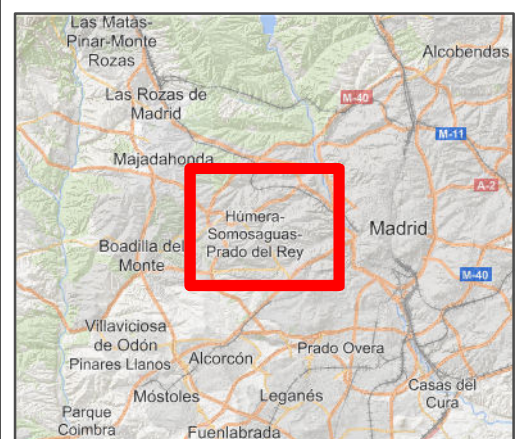 Las Matas-
Pinar-Monte
Rozas
Alcobendas
Las Rozas de
Madrid
M-40
M-11
Majadahonda
A-2
Húmera-
Somosaguas-
Prado del Rey
Madrid
Boadilla del
Monte
M-40
Villaviciosa
de Odón
Pinares Llanos
Alcorcón
Prado Overa
Móstoles
Leganés
Casas del
Cura
Parque
Coimbra
Fuenlabrada